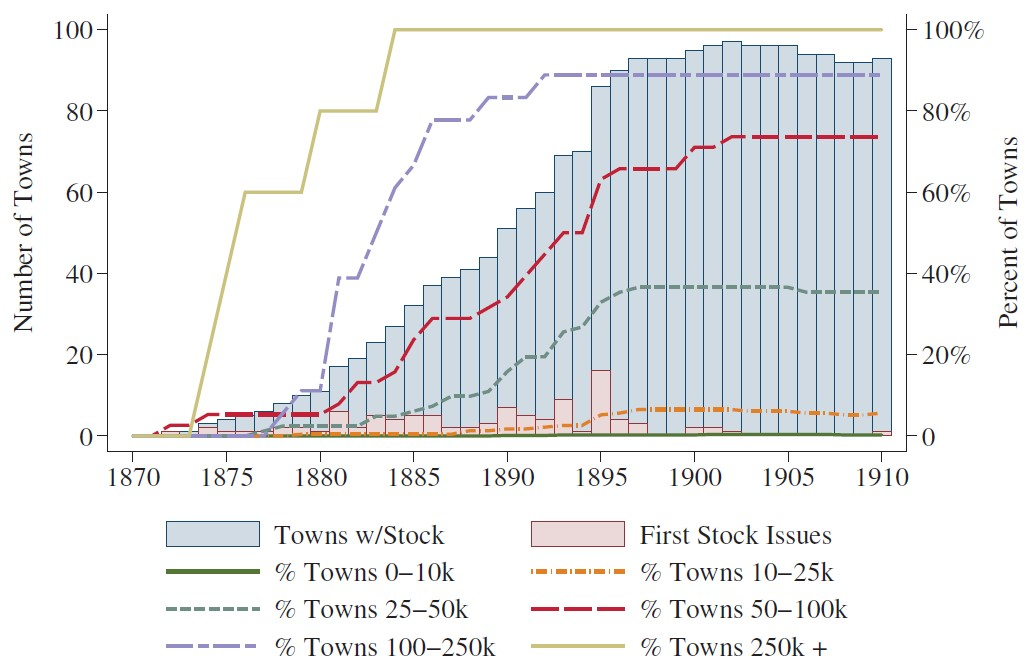 100
100%
80
80%
60
60%
40
40%
20
20%
0
0
Number of Towns
Percent of Towns
1870 1875 1880 1885 1890 1895 1900 1905 1910
Towns w/Stock
First Stock Issues
% Towns 0–10k
% Towns 10–25k
% Towns 25–50k
% Towns 50–100k
% Towns 100–250k
% Towns 250k +